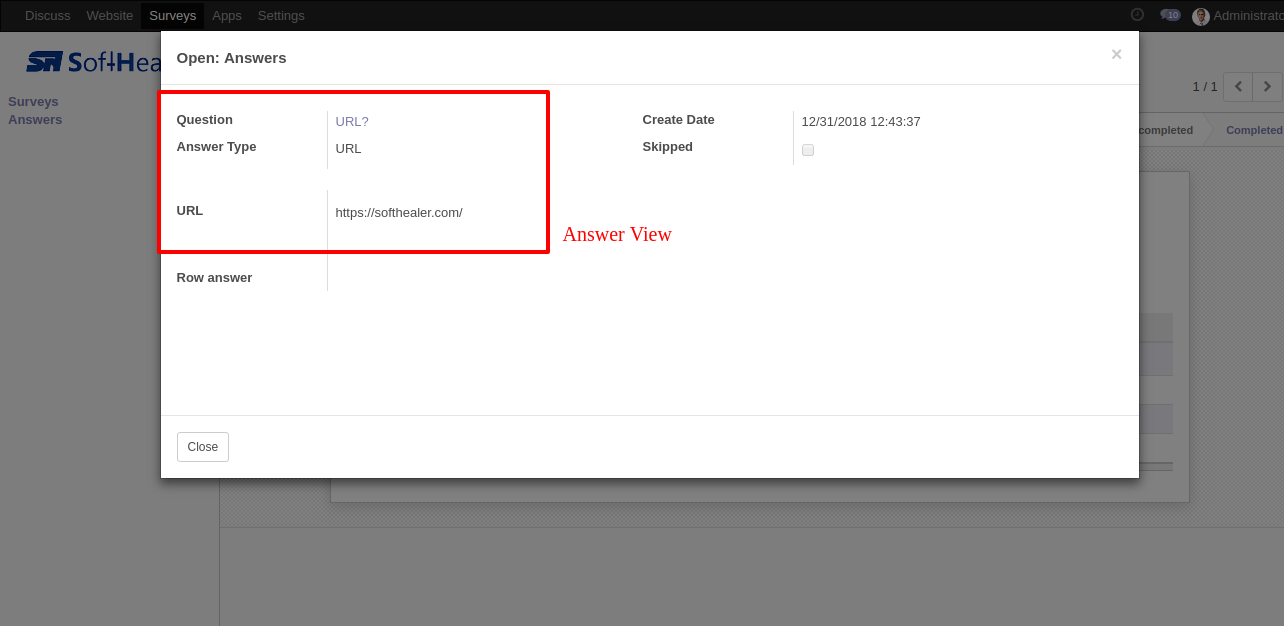 Discuss Website Surveys Apps Settings 10 Administrato
Open: Answers ×
SoftHea
1 / 1
Surveys
Answers
completed Completed
Question URL?
Answer Type URL
Create Date 12/31/2018 12:43:37
Skipped
URL https://softhealer.com/
Answer View
Row answer
Close